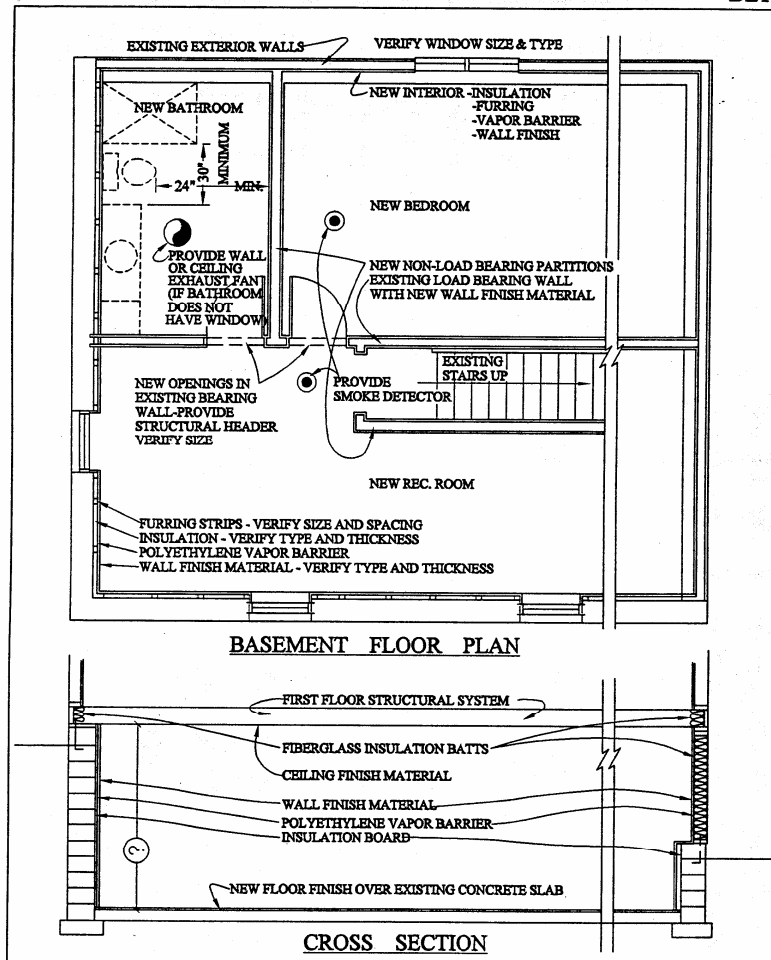 EXISTING EXTERIOR WALLS
VERIFY WINDOW SIZE & TYPE
NEW BATHROOM
NEW INTERIOR -INSULATION
-FURRING
-VAPOR BARRIER
-WALL FINISH
30"
MINIMUM
24" MIN.
NEW BEDROOM
PROVIDE WALL
OR CEILING
EXHAUST FAN
(IF BATHROOM
DOES NOT
HAVE WINDOW)
NEW NON-LOAD BEARING PARTITIONS
EXISTING LOAD BEARING WALL
WITH NEW WALL FINISH MATERIAL
EXISTING
STAIRS UP
NEW OPENINGS IN
EXISTING BEARING
WALL-PROVIDE
STRUCTURAL HEADER
VERIFY SIZE
PROVIDE
SMOKE DETECTOR
NEW REC. ROOM
FURRING STRIPS - VERIFY SIZE AND SPACING
INSULATION - VERIFY TYPE AND THICKNESS
POLYETHYLENE VAPOR BARRIER
WALL FINISH MATERIAL - VERIFY TYPE AND THICKNESS
BASEMENT FLOOR PLAN
FIRST FLOOR STRUCTURAL SYSTEM
FIBERGLASS INSULATION BATTS
CEILING FINISH MATERIAL
WALL FINISH MATERIAL
POLYETHYLENE VAPOR BARRIER
INSULATION BOARD
?
NEW FLOOR FINISH OVER EXISTING CONCRETE SLAB
CROSS SECTION